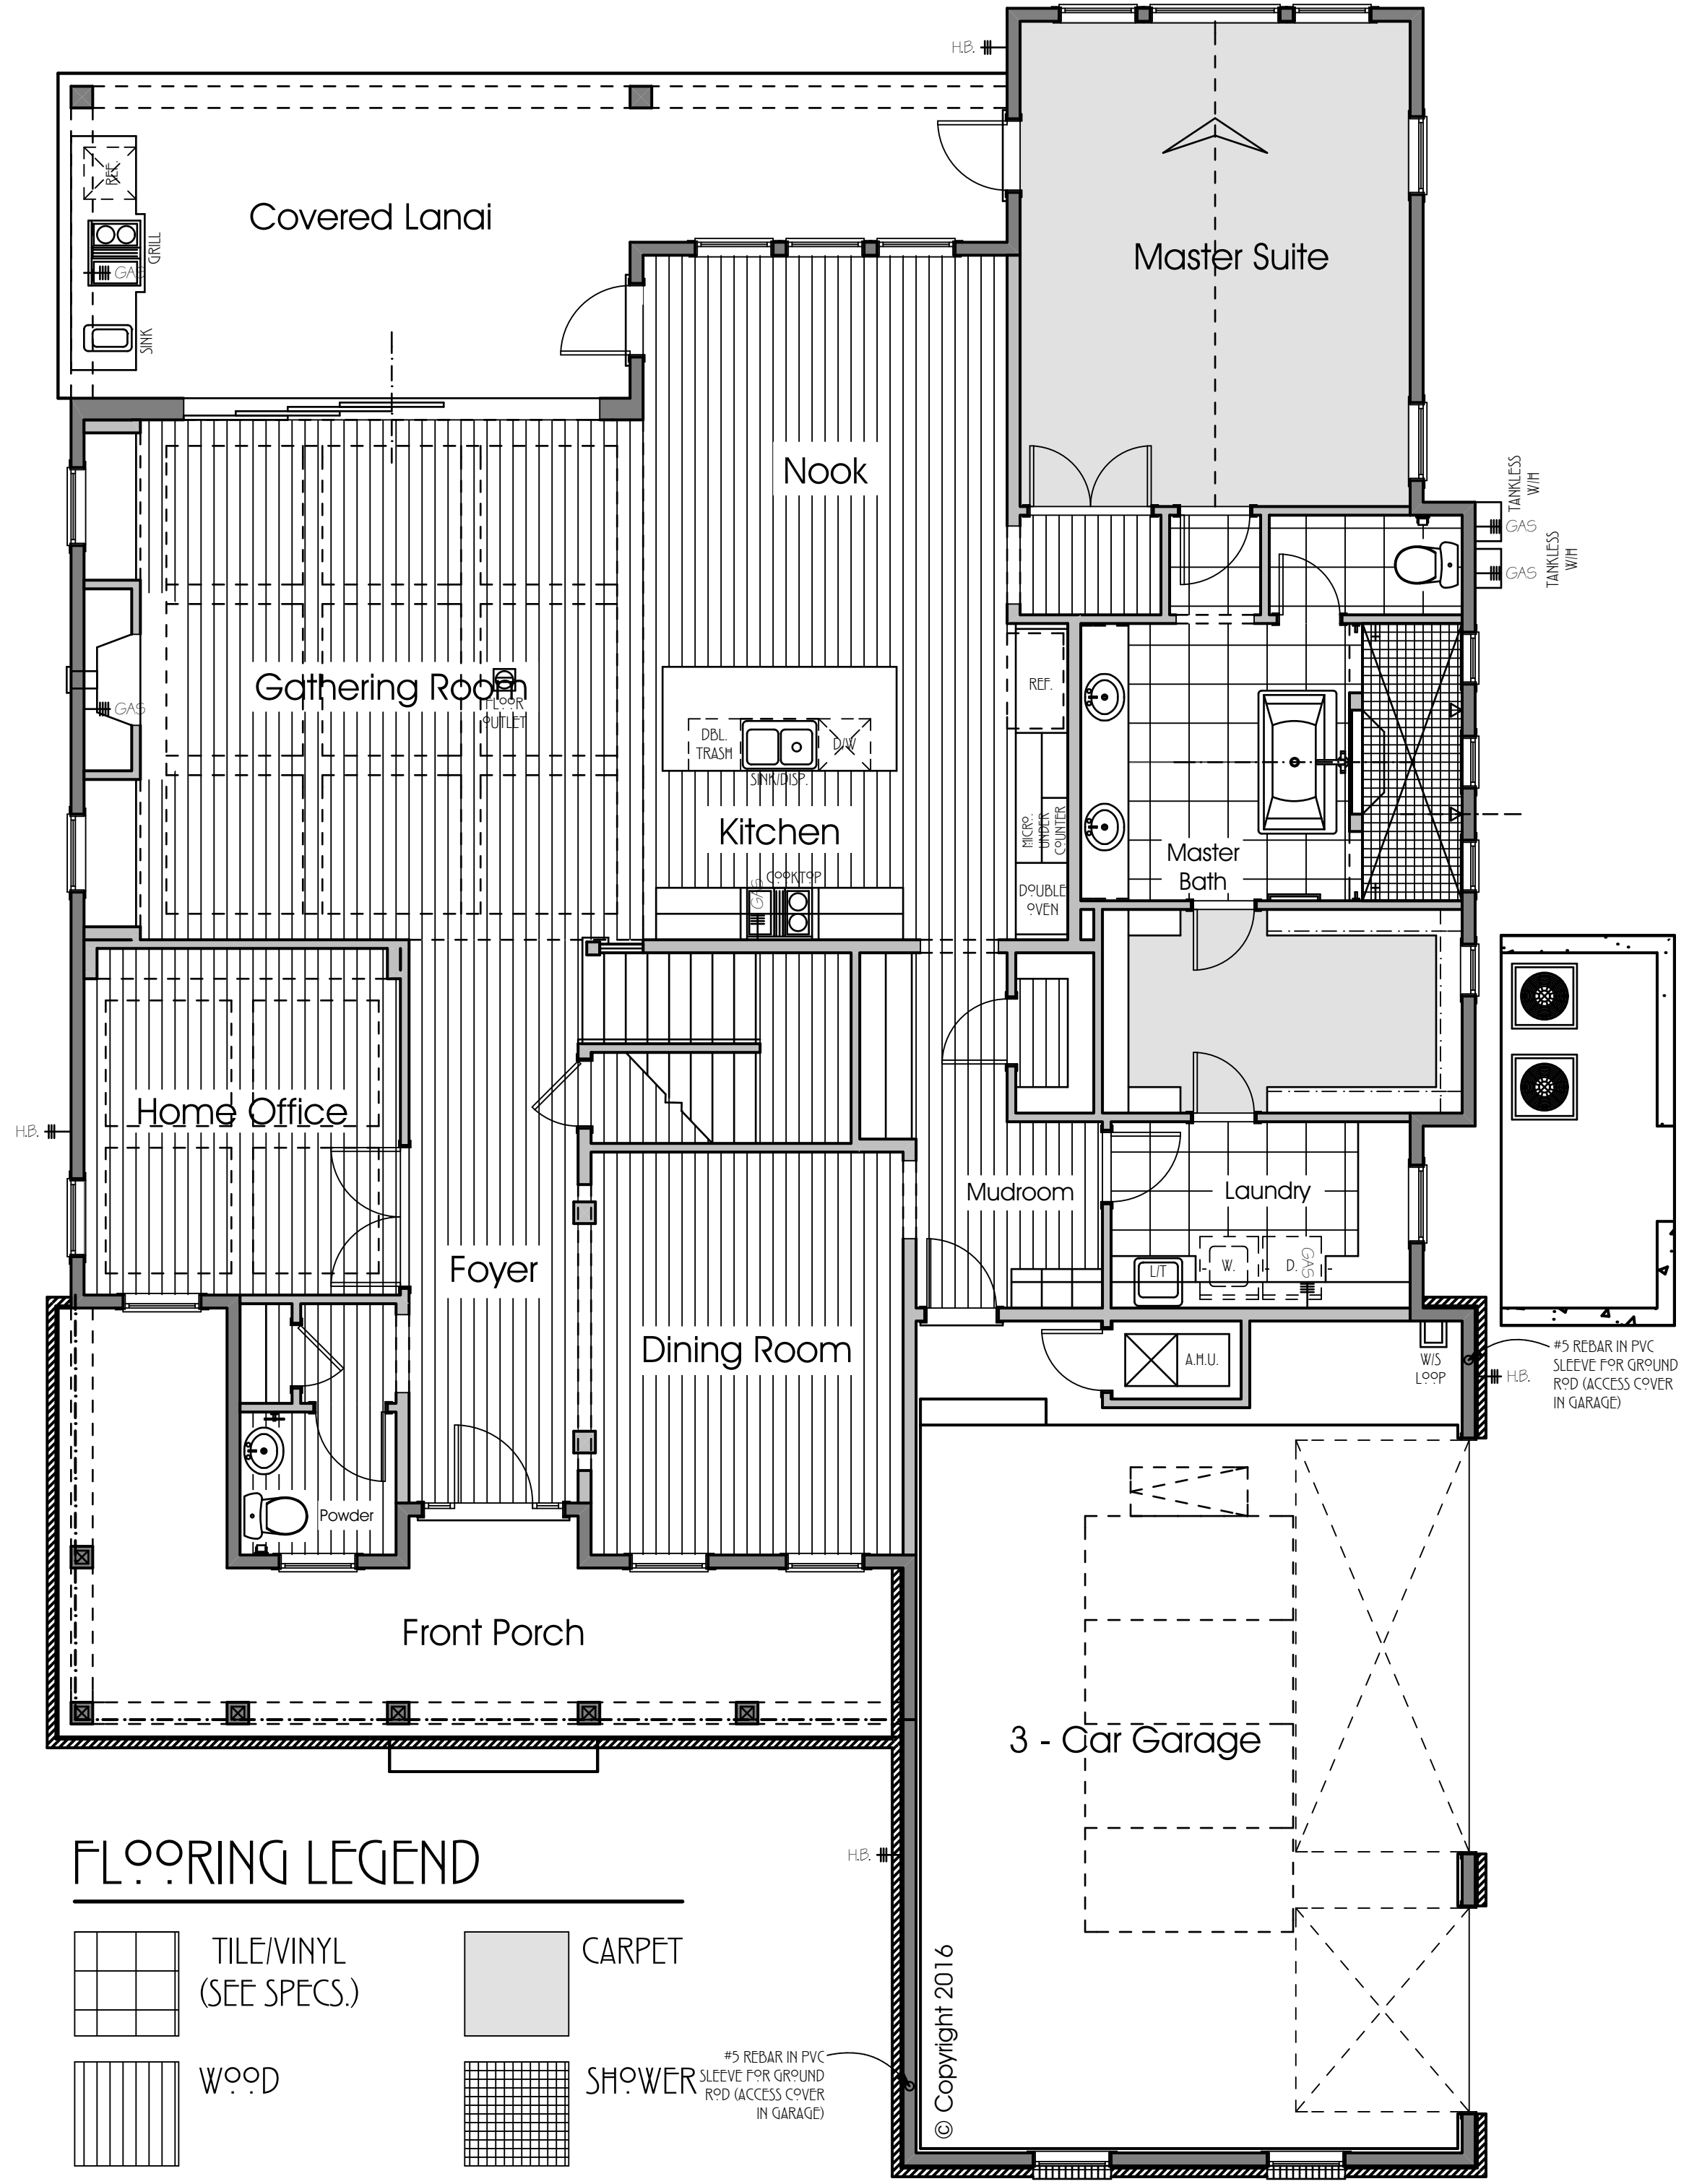 H.B.
REF.
Covered Lanai
GRILL
GAS
SINK
Master Suite
Nook
TANKLESS
W/H
GAS
TANKLESS
W/H
GAS
Gathering Room
FLOOR
OUTLET
GAS
REF.
DBL.
TRASH
D/W
SINK/DISP.
Kitchen
MICRO.
UNDER
COUNTER
COOKTOP
GAS
DOUBLE
OVEN
Master
Bath
Home Office
H.B.
Foyer
Mudroom
Laundry
L/T
W.
D.
GAS
Dining Room
A.H.U.
W/S
LOOP
H.B.
#5 REBAR IN PVC
SLEEVE FOR GROUND
ROD (ACCESS COVER
IN GARAGE)
Powder
Front Porch
3 - Car Garage
H.B.
FLOORING LEGEND
TILE/VINYL
(SEE SPECS.)
CARPET
WOOD
SHOWER
#5 REBAR IN PVC
SLEEVE FOR GROUND
ROD (ACCESS COVER
IN GARAGE)
© Copyright 2016